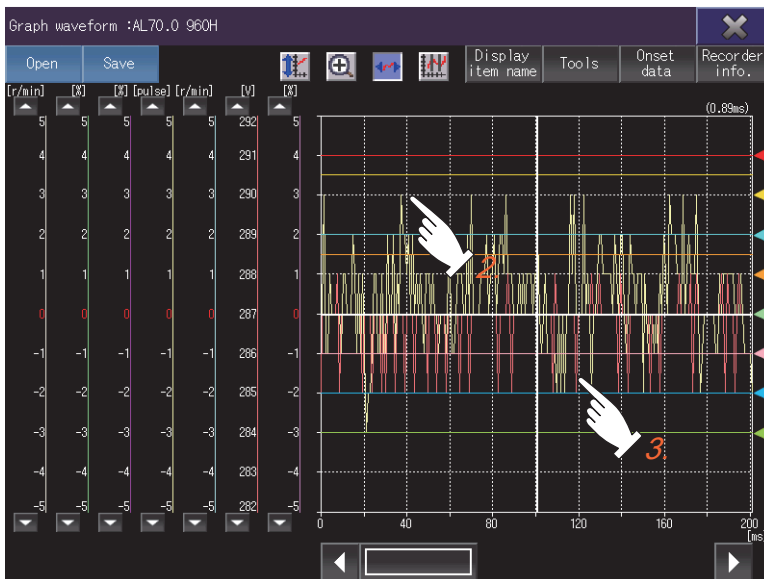 Graph waveform :AL70.0 960H
Open Save Display item name Tools Onset data Recorder info.
[r/min] [%] [%] [pulse] [r/min] [V] [%]
(0.89ms)
5 5 5 5 5 292 5
4 4 4 4 4 291 4
3 3 3 3 3 290 3
2 2 2 2 2 289 2
2.
1 1 1 1 1 288 1
0 0 0 0 0 287 0
-1 -1 -1 -1 -1 286 -1
-2 -2 -2 -2 -2 285 -2
-3 -3 -3 -3 -3 284 -3
3.
-4 -4 -4 -4 -4 283 -4
-5 -5 -5 -5 -5 282 -5
0 40 80 120 160 200
[ms